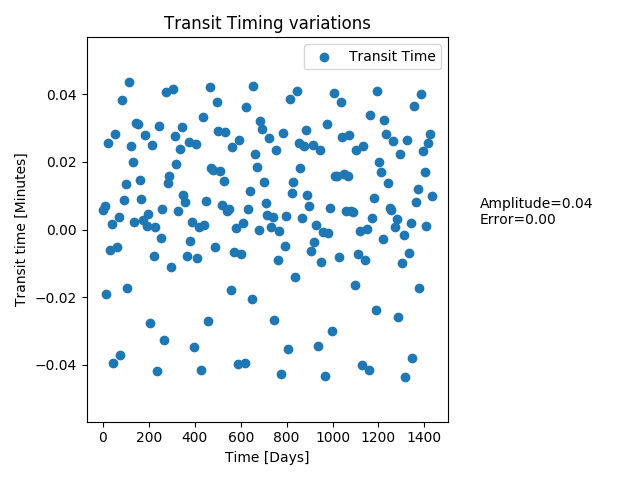 Transit Timing variations
Transit Time
Transit time [Minutes]
0.04
0.02
0.00
−0.02
−0.04
0
200
400
600
800
1000
1200
1400
Time [Days]
Amplitude=0.04
Error=0.00